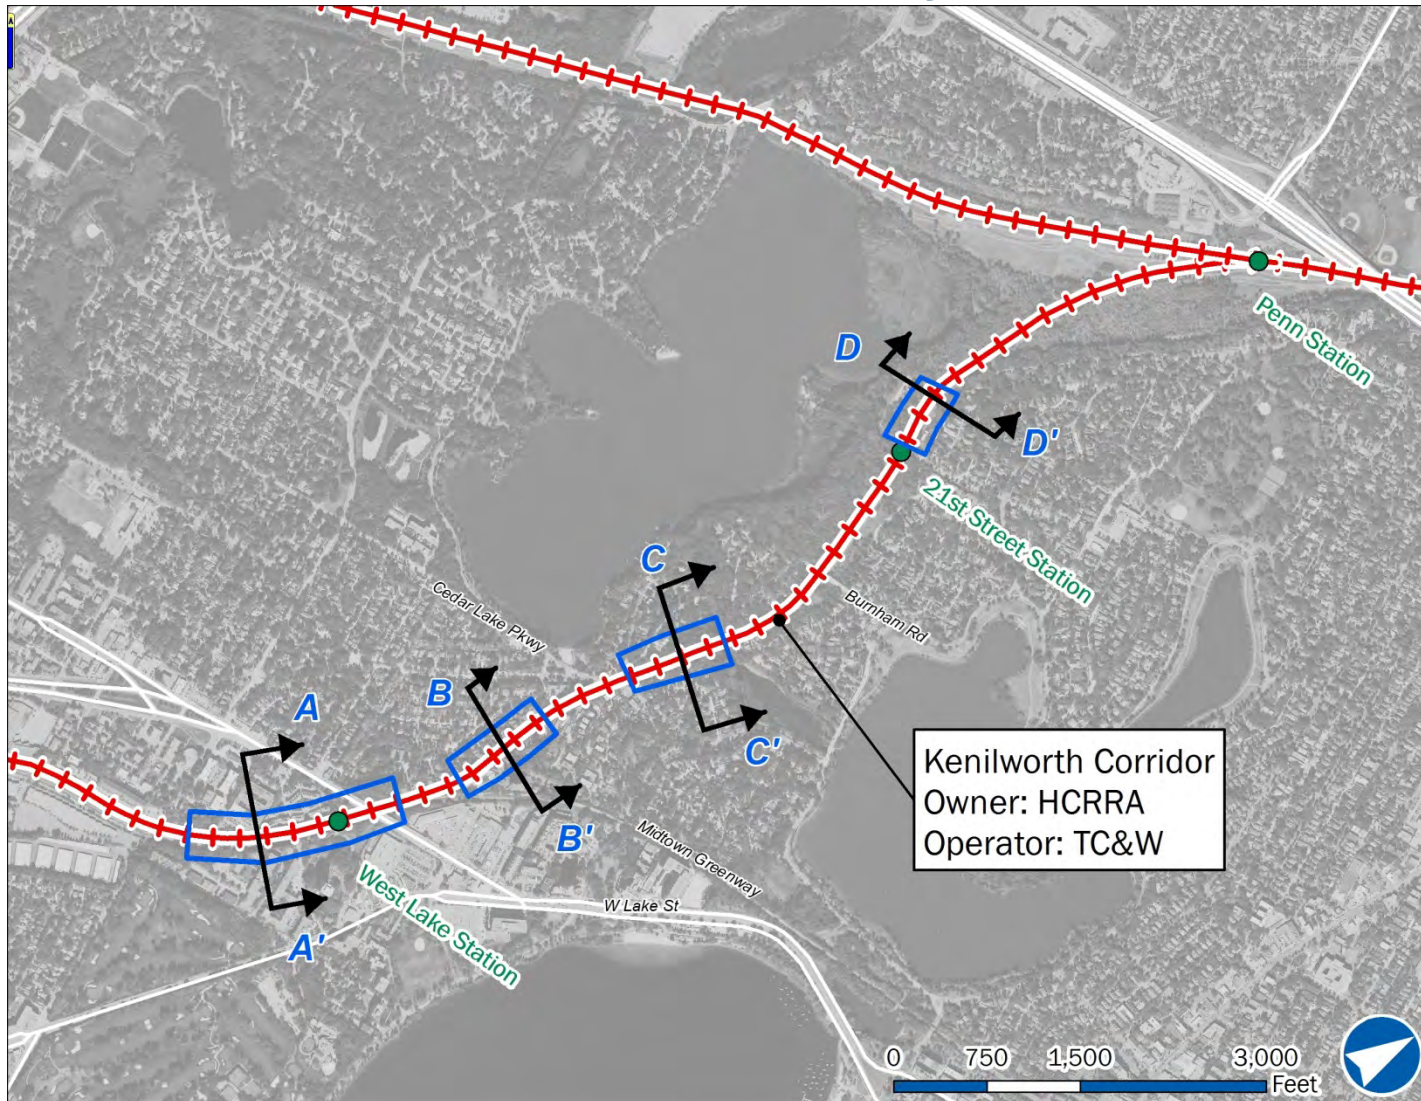 A
Penn Station
D
D'
21st Street Station
C
Cedar Lake Pkwy
Burnham Rd
B
A
C'
Kenilworth Corridor
Owner: HCRRA
Operator: TC&W
B'
Midtown Greenway
West Lake Station
W Lake St
A'
0 750 1,500 3,000
Feet